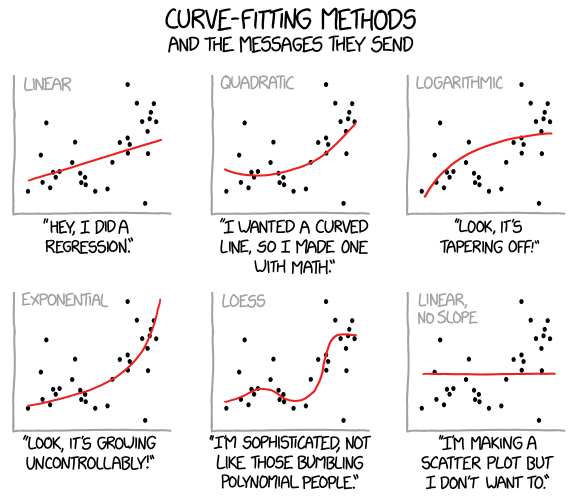 CURVE-FITTING METHODS
AND THE MESSAGES THEY SEND
LINEAR
"HEY, I DID A
REGRESSION."
QUADRATIC
"I WANTED A CURVED
LINE, SO I MADE ONE
WITH MATH."
LOGARITHMIC
"LOOK, IT'S
TAPERING OFF!"
EXPONENTIAL
"LOOK, IT'S GROWING
UNCONTROLLABLY!"
LOESS
"I'M SOPHISTICATED, NOT
LIKE THOSE BUMBLING
POLYNOMIAL PEOPLE."
LINEAR,
NO SLOPE
"I'M MAKING A
SCATTER PLOT BUT
I DON'T WANT TO."